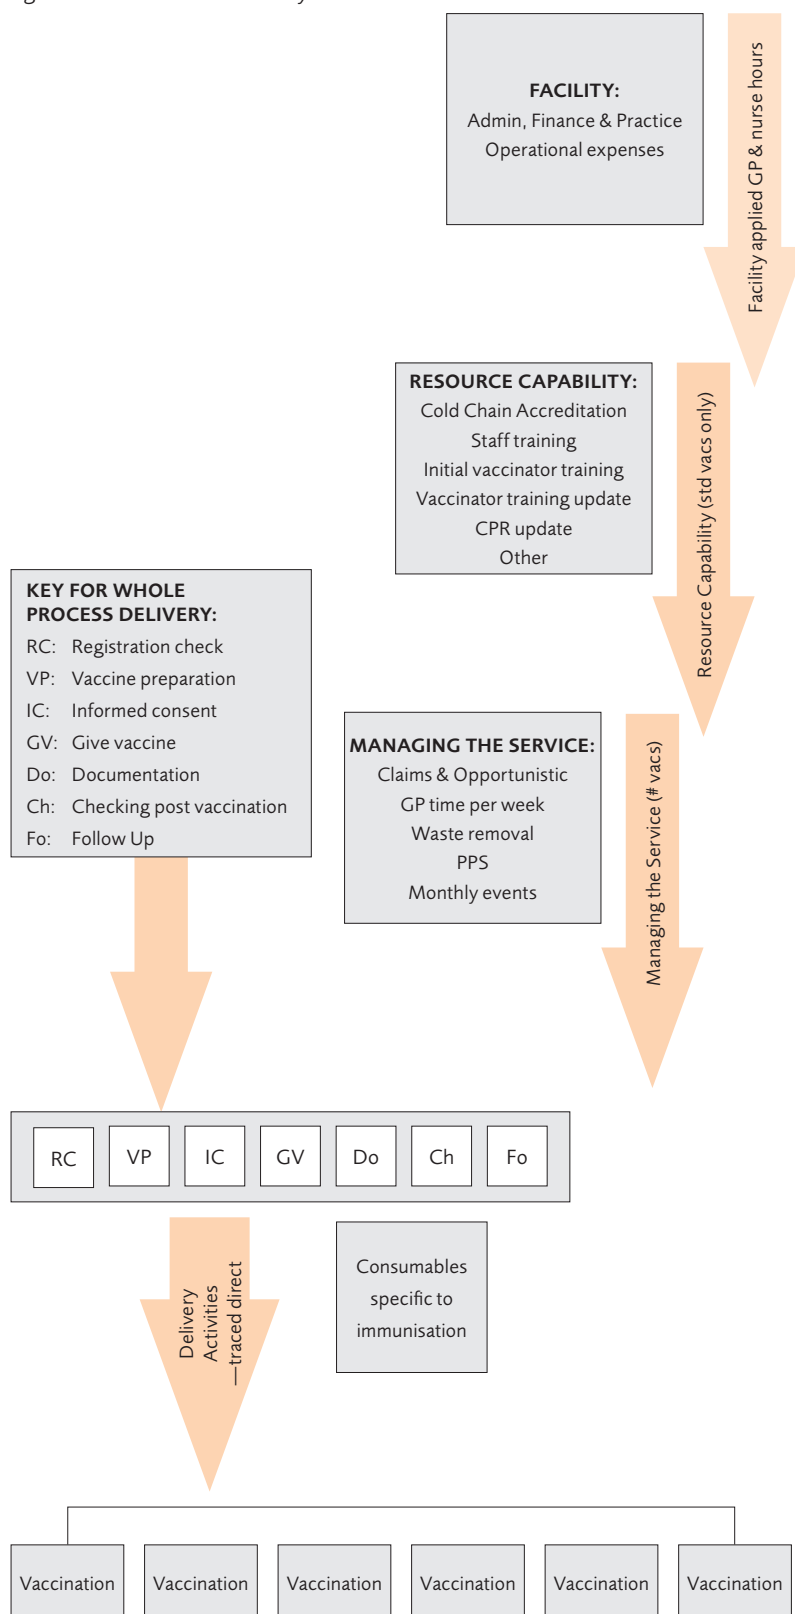 FACILITY:
Admin, Finance & Practice
Operational expenses
Facility applied GP & nurse hours
RESOURCE CAPABILITY:
Cold Chain Accreditation
Staff training
Initial vaccinator training
Vaccinator training update
CPR update
Other
Resource Capability (std vacs only)
KEY FOR WHOLE
PROCESS DELIVERY:
RC: Registration check
VP: Vaccine preparation
IC: Informed consent
GV: Give vaccine
Do: Documentation
Ch: Checking post vaccination
Fo: Follow Up
MANAGING THE SERVICE:
Claims & Opportunistic
GP time per week
Waste removal
PPS
Monthly events
Managing the Service (# vacs)
RC VP IC GV Do Ch Fo
Delivery
Activities
—traced direct
Consumables
specific to
immunisation
Vaccination Vaccination Vaccination Vaccination Vaccination Vaccination